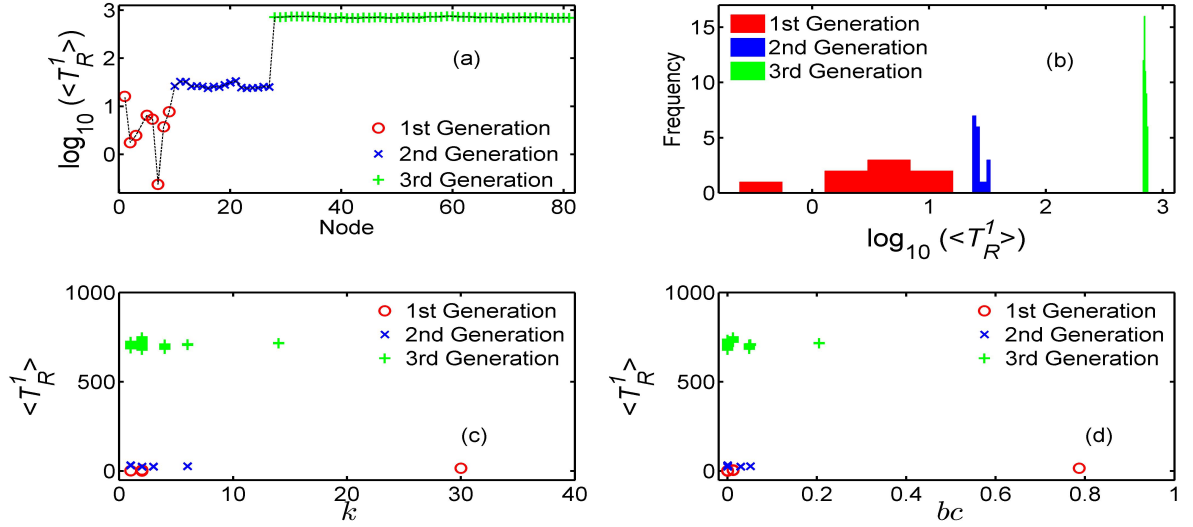 3
2
1
0
log10 (<T_R^1>)
(a)
1st Generation
2nd Generation
3rd Generation
0 20 40 60 80
Node
15
10
5
0
Frequency
1st Generation
2nd Generation
3rd Generation
(b)
0 1 2 3
log10 (<T_R^1>)
1000
500
0
<T_R^1>
1st Generation
2nd Generation
3rd Generation
(c)
0 10 20 30 40
k
1000
500
0
<T_R^1>
1st Generation
2nd Generation
3rd Generation
(d)
0 0.2 0.4 0.6 0.8 1
bc